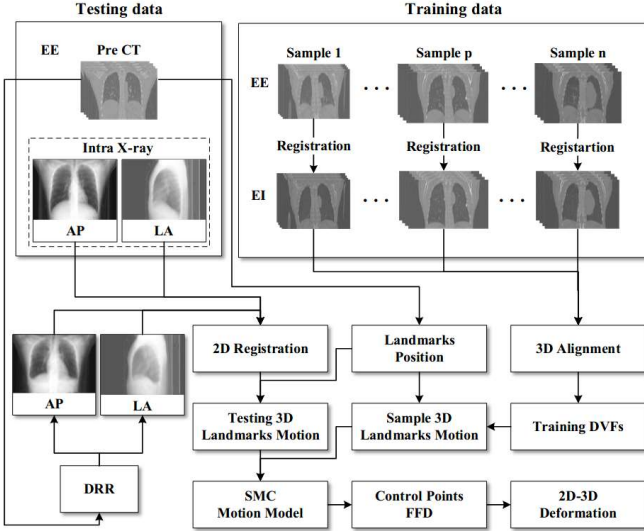 Testing data
Training data
EE
Pre CT
Sample 1
Sample p
Sample n
EE
· · ·
· · ·
Intra X-ray
Registration
Registration
Registartion
EI
· · ·
· · ·
AP
LA
2D Registration
Landmarks
Position
3D Alignment
AP
LA
Testing 3D
Landmarks Motion
Sample 3D
Landmarks Motion
Training DVFs
DRR
SMC
Motion Model
Control Points
FFD
2D-3D
Deformation